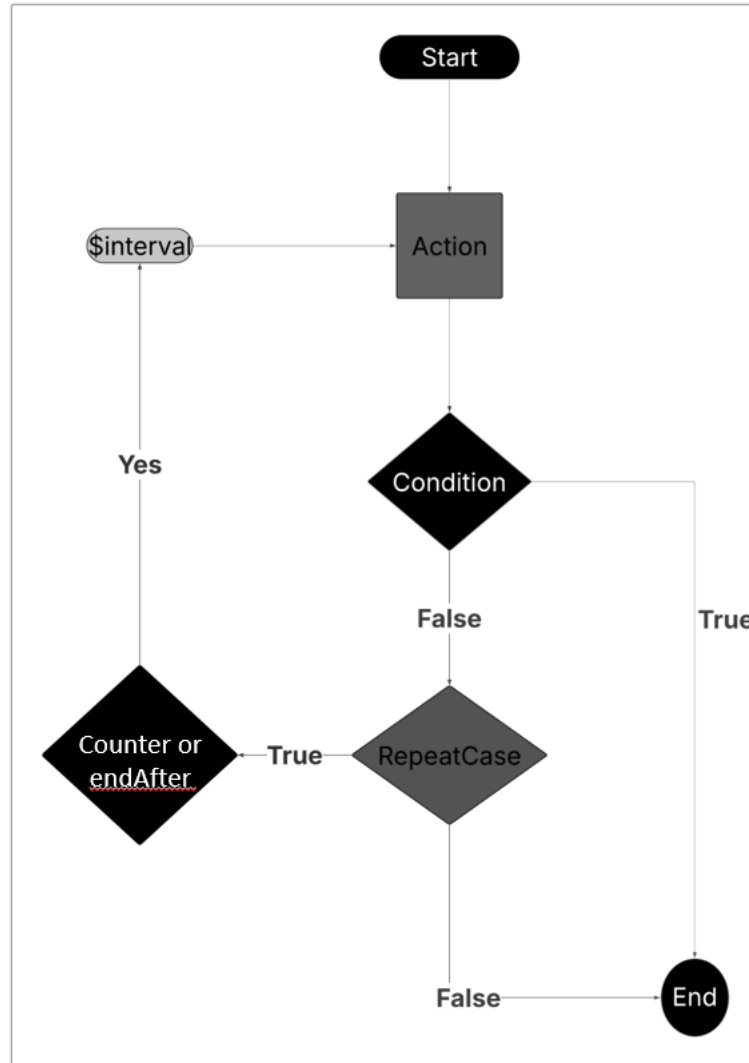 Start
$interval
Action
Yes
Condition
False
True
Counter or
endAfter
True
RepeatCase
False
End